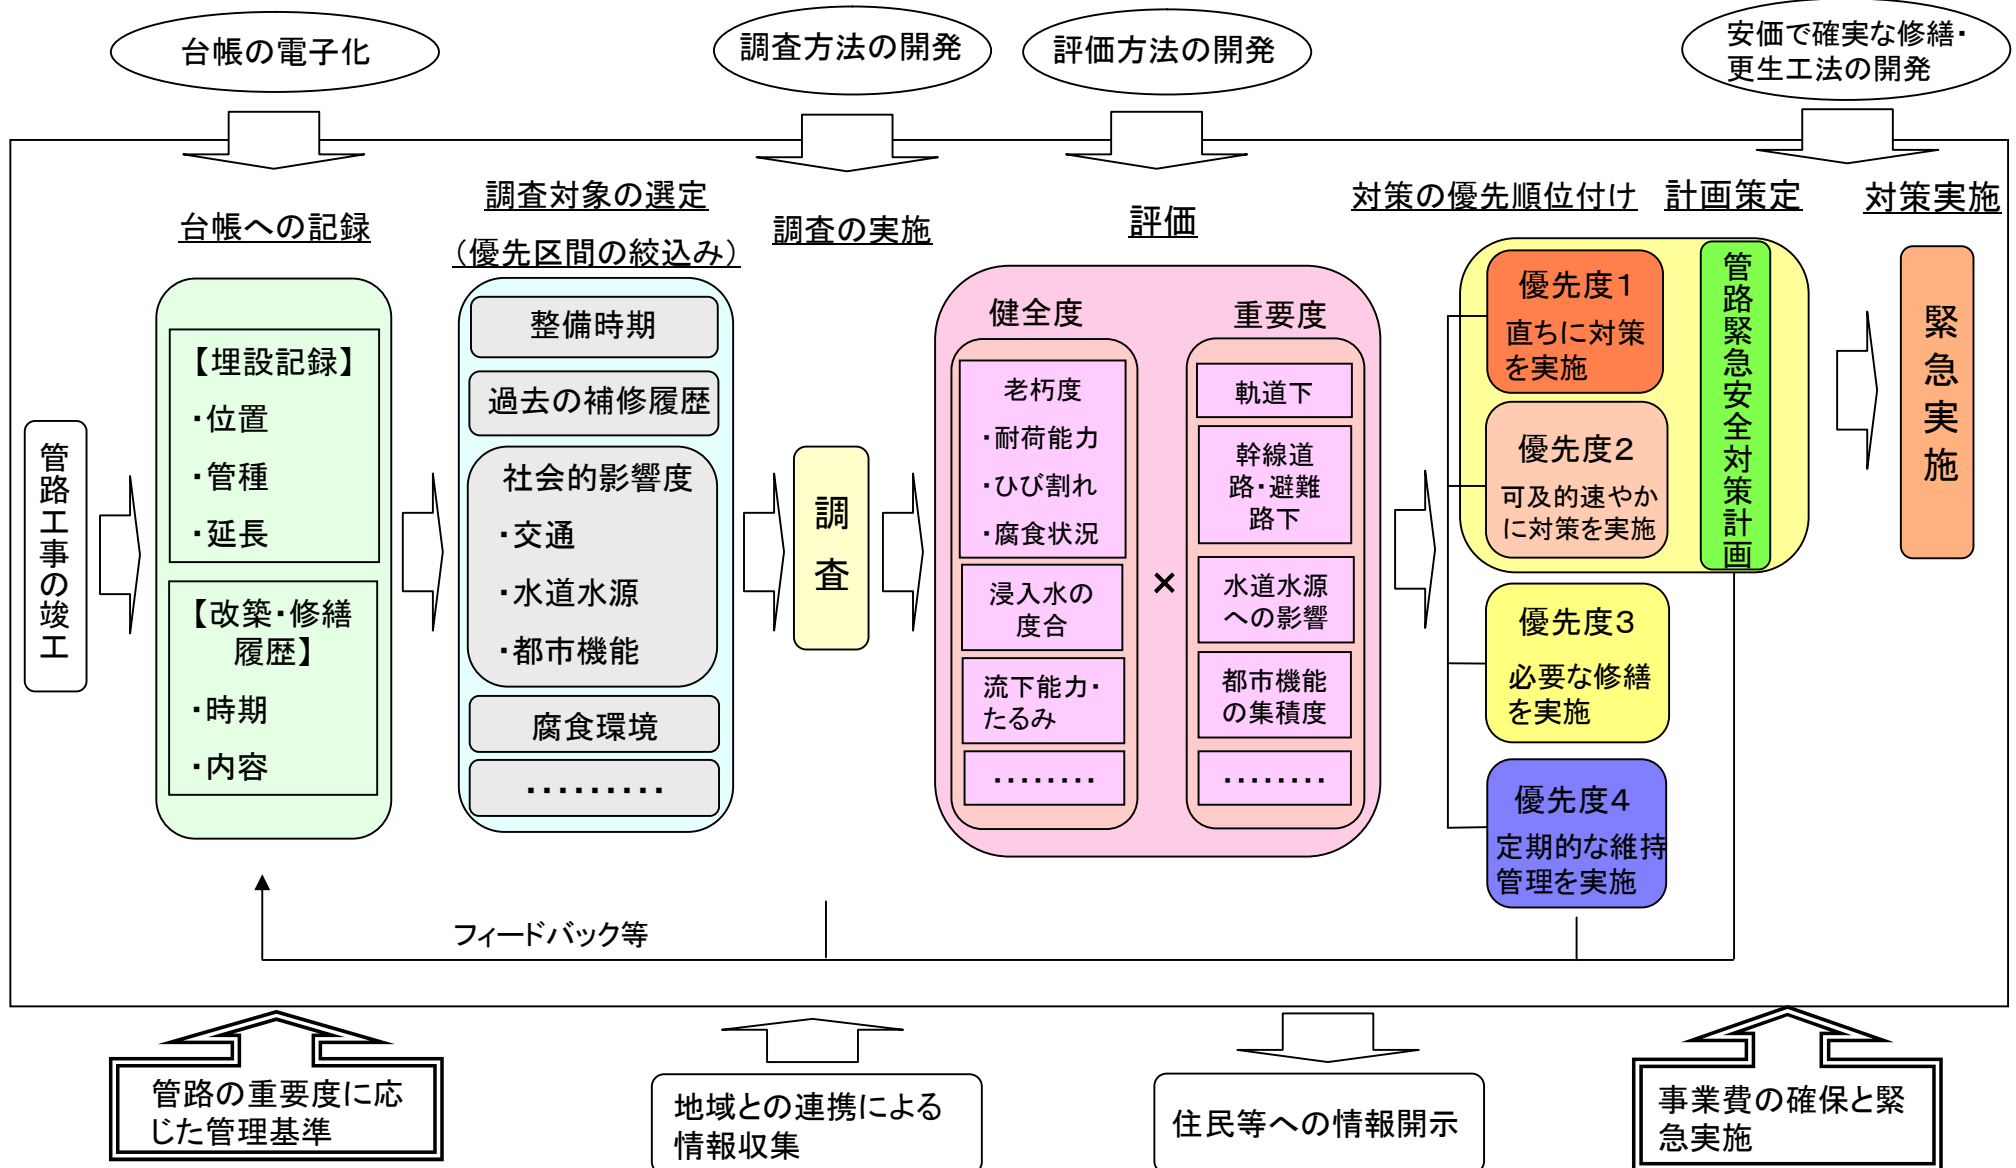 台帳の電子化
調査方法の開発
評価方法の開発
安価で確実な修繕・
更生工法の開発
台帳への記録
調査対象の選定
（優先区間の絞込み）
調査の実施
評価
対策の優先順位付け
計画策定
対策実施
管路工事の竣工
【埋設記録】
・位置
・管種
・延長
【改築・修繕
履歴】
・時期
・内容
整備時期
過去の補修履歴
社会的影響度
・交通
・水道水源
・都市機能
腐食環境
・・・・・・・・・
調査
健全度
老朽度
・耐荷能力
・ひび割れ
・腐食状況
浸入水の
度合
流下能力・
たるみ
・・・・・・・・
×
重要度
軌道下
幹線道
路・避難
路下
水道水源
への影響
都市機能
の集積度
・・・・・・・・
優先度１
直ちに対策
を実施
優先度２
可及的速やか
に対策を実施
優先度３
必要な修繕
を実施
優先度４
定期的な維持
管理を実施
管路緊急安全対策計画
緊急実施
フィードバック等
管路の重要度に応
じた管理基準
地域との連携による
情報収集
住民等への情報開示
事業費の確保と緊
急実施